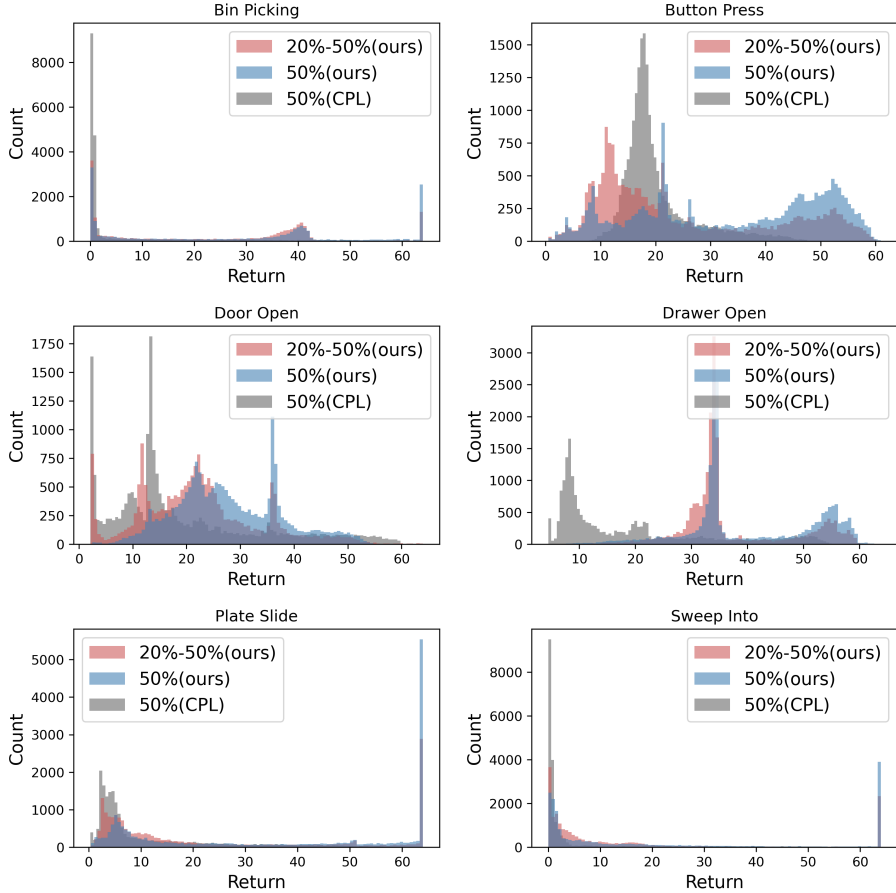 Bin Picking
Count
8000
6000
4000
2000
0
20%-50%(ours)
50%(ours)
50%(CPL)
0 10 20 30 40 50 60
Return
Button Press
Count
1500
1250
1000
750
500
250
0
20%-50%(ours)
50%(ours)
50%(CPL)
0 10 20 30 40 50 60
Return
Door Open
Count
1750
1500
1250
1000
750
500
250
0
20%-50%(ours)
50%(ours)
50%(CPL)
0 10 20 30 40 50 60
Return
Drawer Open
Count
3000
2500
2000
1500
1000
500
0
20%-50%(ours)
50%(ours)
50%(CPL)
10 20 30 40 50 60
Return
Plate Slide
Count
5000
4000
3000
2000
1000
0
20%-50%(ours)
50%(ours)
50%(CPL)
0 10 20 30 40 50 60
Return
Sweep Into
Count
8000
6000
4000
2000
0
20%-50%(ours)
50%(ours)
50%(CPL)
0 10 20 30 40 50 60
Return